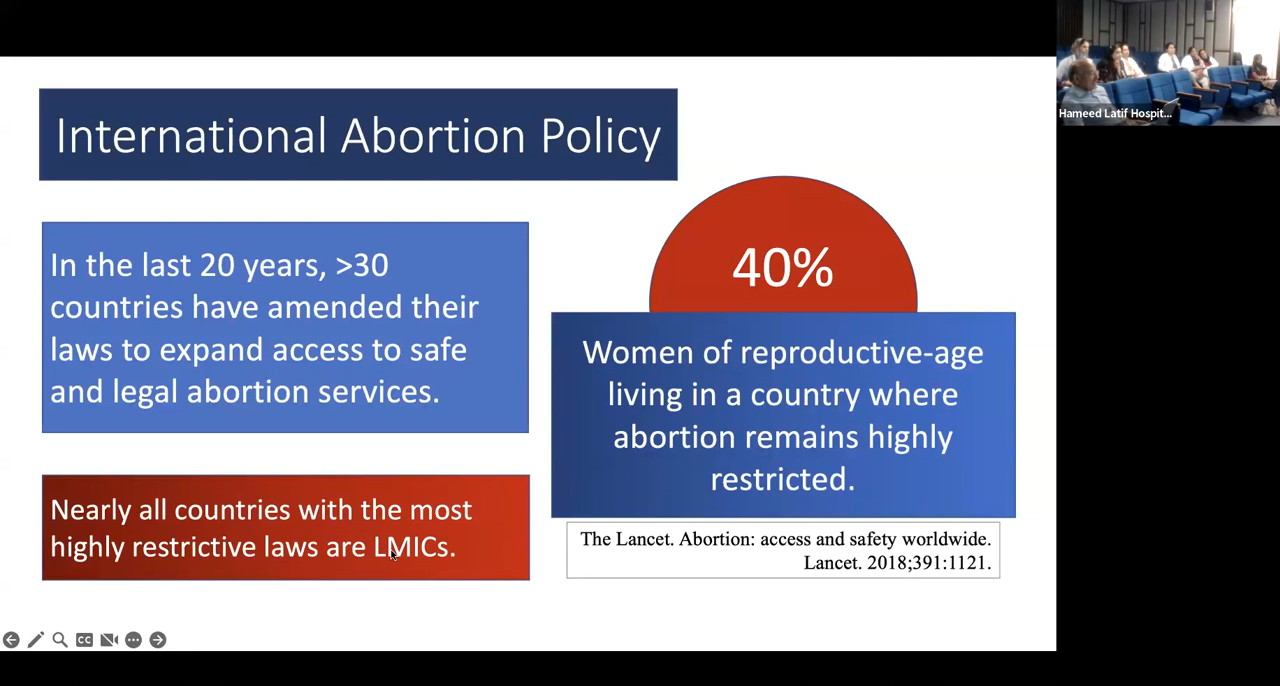 International Abortion Policy
In the last 20 years, >30
countries have amended their
laws to expand access to safe
and legal abortion services.
Nearly all countries with the most
highly restrictive laws are LMICs.
40%
Women of reproductive-age
living in a country where
abortion remains highly
restricted.
The Lancet. Abortion: access and safety worldwide.
Lancet. 2018;391:1121.
CC
Hameed Latif Hospit...